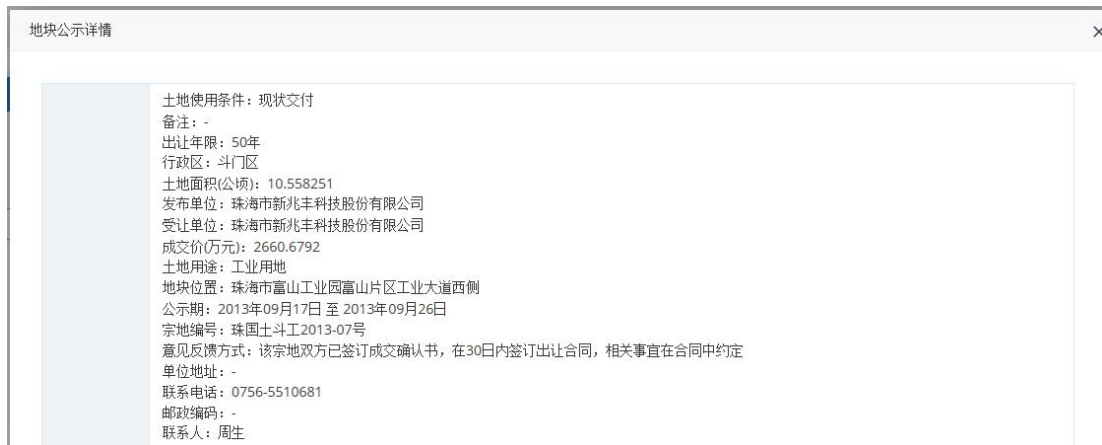 地块公示详情
土地使用条件：现状交付
备注：-
出让年限：50年
行政区：斗门区
土地面积(公顷)：10.558251
发布单位：珠海市新兆丰科技股份有限公司
受让单位：珠海市新兆丰科技股份有限公司
成交价(万元)：2660.6792
土地用途：工业用地
地块位置：珠海市富山工业园富山片区工业大道西侧
公示期：2013年09月17日 至 2013年09月26日
宗地编号：珠国土斗工2013-07号
意见反馈方式：该宗地双方已签订成交确认书，在30日内签订出让合同，相关事宜在合同中约定
单位地址：-
联系电话：0756-5510681
邮政编码：-
联系人：周生